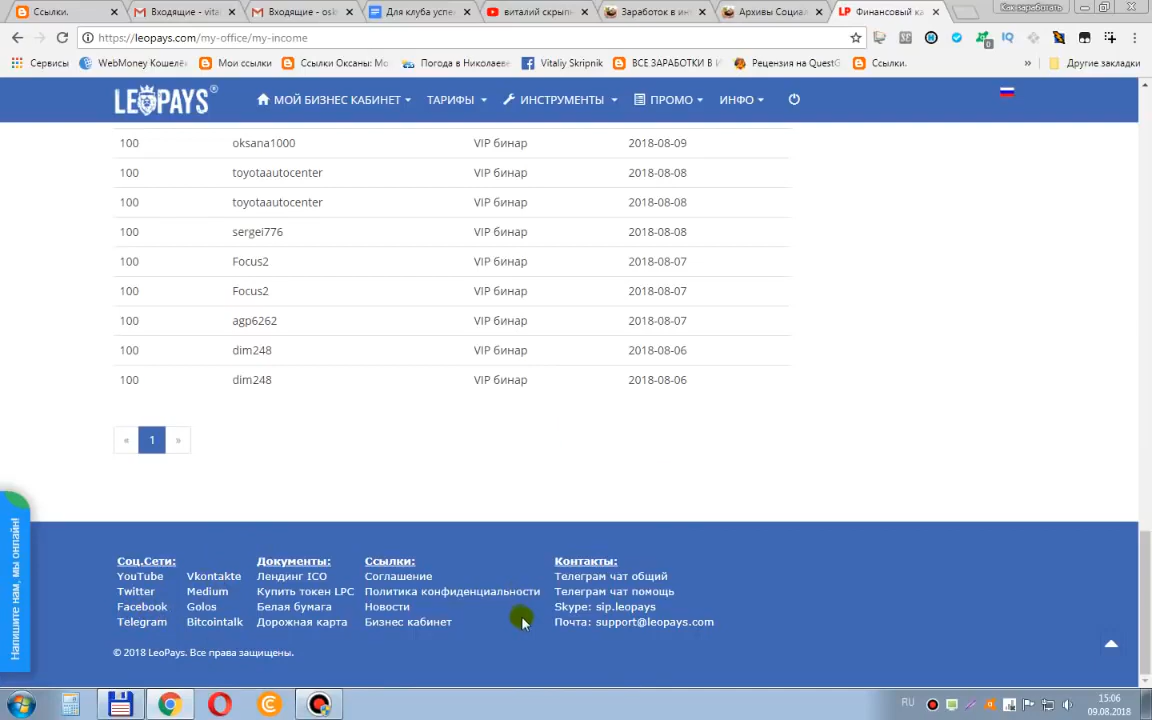 Ссылки.
Входящие - vital
Входящие - oski
Для клуба успе
виталий скрып
Заработок в ин
Архивы Социа
LP Финансовый ка
Как заработать
https://leopays.com/my-office/my-income
Сервисы
WebMoney Кошелё
Мои ссылки
Ссылки Оксаны: Мо
Погода в Николаеве
Vitaliy Skripnik
ВСЕ ЗАРАБОТКИ В И
Рецензия на QuestG
Ссылки.
»
Другие закладки
LEOPAYS®
МОЙ БИЗНЕС КАБИНЕТ
ТАРИФЫ
ИНСТРУМЕНТЫ
ПРОМО
ИНФО
100 oksana1000 VIP бинар 2018-08-09
100 toyotaautocenter VIP бинар 2018-08-08
100 toyotaautocenter VIP бинар 2018-08-08
100 sergei776 VIP бинар 2018-08-08
100 Focus2 VIP бинар 2018-08-07
100 Focus2 VIP бинар 2018-08-07
100 agp6262 VIP бинар 2018-08-07
100 dim248 VIP бинар 2018-08-06
100 dim248 VIP бинар 2018-08-06
« 1 »
Напишите нам, мы онлайн!
Соц.Сети: Документы: Ссылки: Контакты:
YouTube Vkontakte Лендинг ICO Соглашение Телеграм чат общий
Twitter Medium Купить токен LPC Политика конфиденциальности Телеграм чат помощь
Facebook Golos Белая бумага Новости Skype: sip.leopays
Telegram Bitcointalk Дорожная карта Бизнес кабинет Почта: support@leopays.com
© 2018 LeoPays. Все права защищены.
RU
15:06
09.08.2018